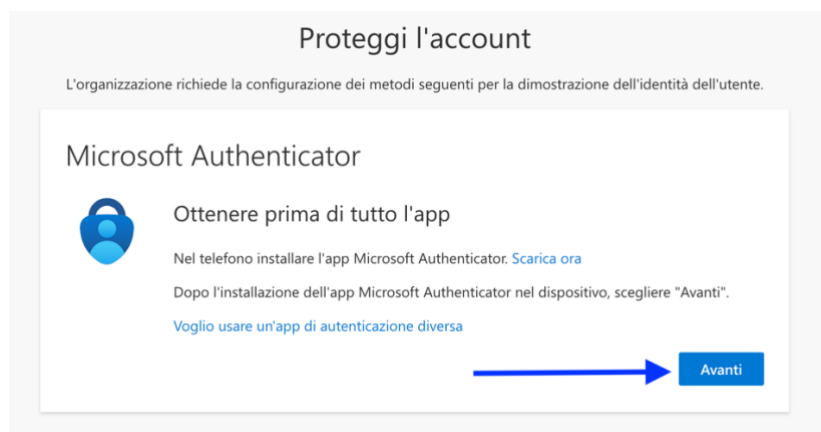 Proteggi l'account
L'organizzazione richiede la configurazione dei metodi seguenti per la dimostrazione dell'identità dell'utente.
Microsoft Authenticator
Ottenere prima di tutto l'app
Nel telefono installare l'app Microsoft Authenticator. Scarica ora
Dopo l'installazione dell'app Microsoft Authenticator nel dispositivo, scegliere "Avanti".
Voglio usare un'app di autenticazione diversa
Avanti